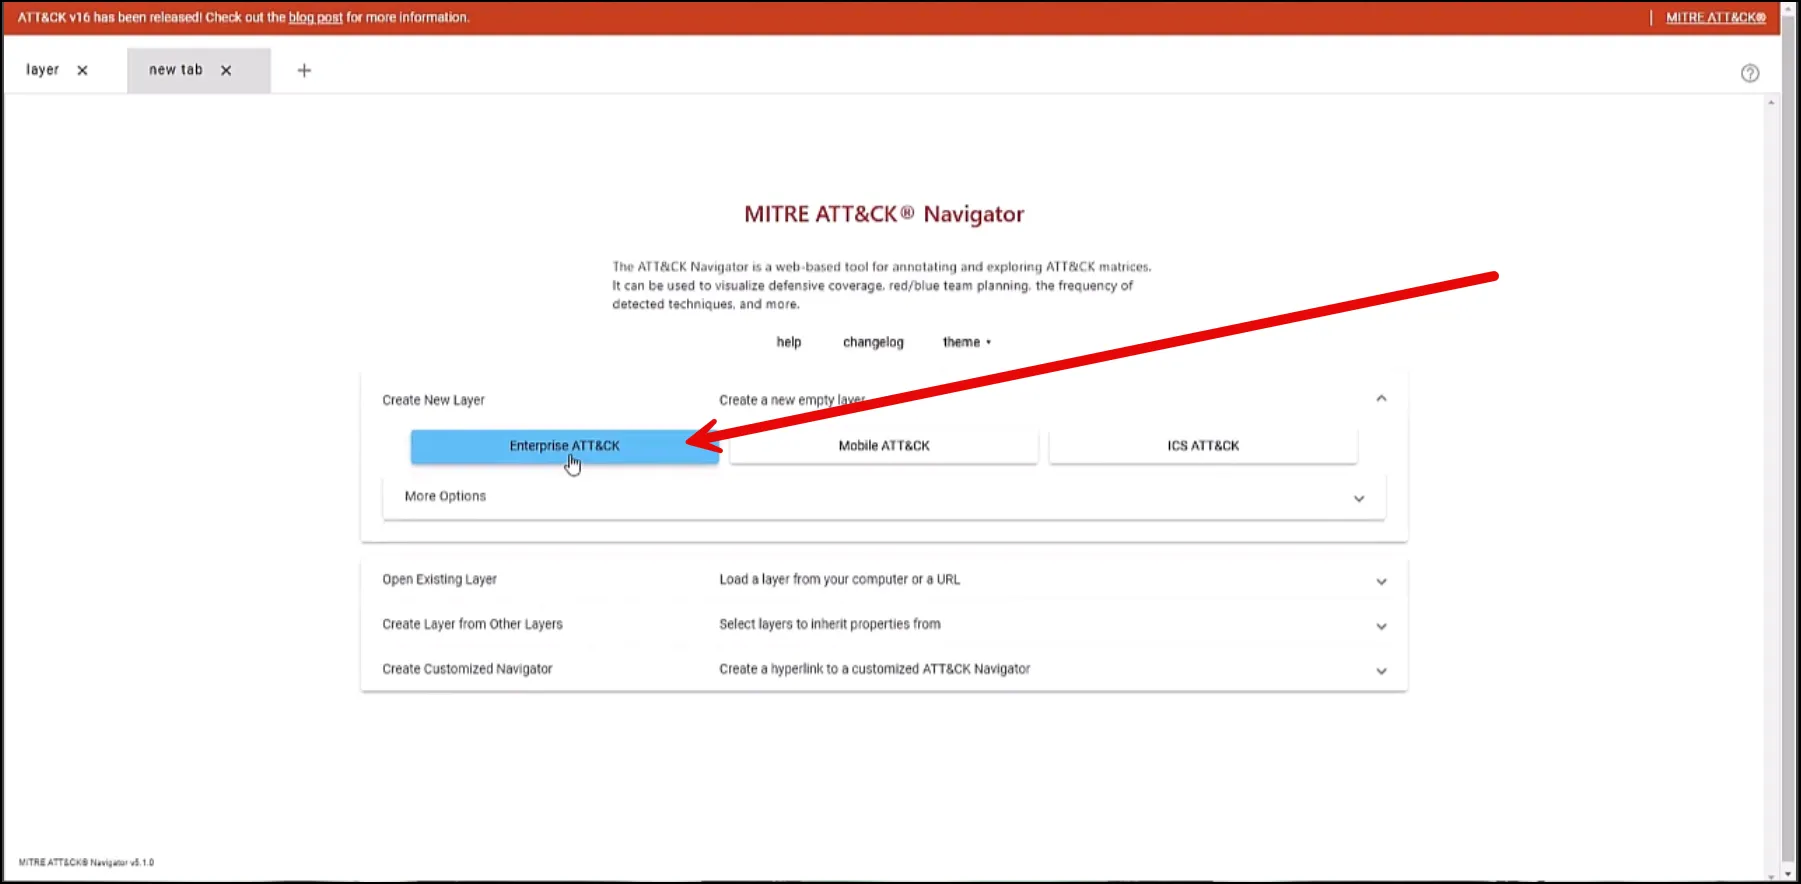 ATT&CK v16 has been released! Check out the blog post for more information.
MITRE ATT&CK®
layer
new tab
MITRE ATT&CK® Navigator
The ATT&CK Navigator is a web-based tool for annotating and exploring ATT&CK matrices.
It can be used to visualize defensive coverage, red/blue team planning, the frequency of
detected techniques, and more.
help changelog theme
Create New Layer Create a new empty layer
Enterprise ATT&CK Mobile ATT&CK ICS ATT&CK
More Options
Open Existing Layer Load a layer from your computer or a URL
Create Layer from Other Layers Select layers to inherit properties from
Create Customized Navigator Create a hyperlink to a customized ATT&CK Navigator
MITRE ATT&CK® Navigator v5.1.0